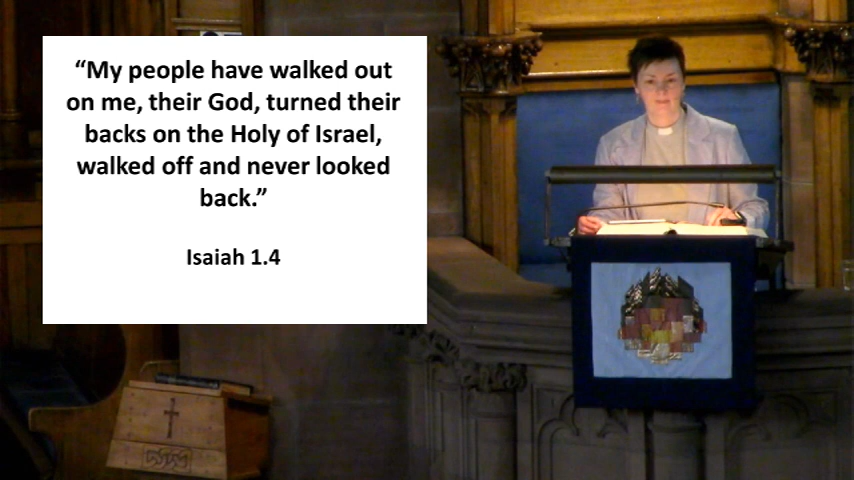 “My people have walked out
on me, their God, turned their
backs on the Holy of Israel,
walked off and never looked
back.”
Isaiah 1.4